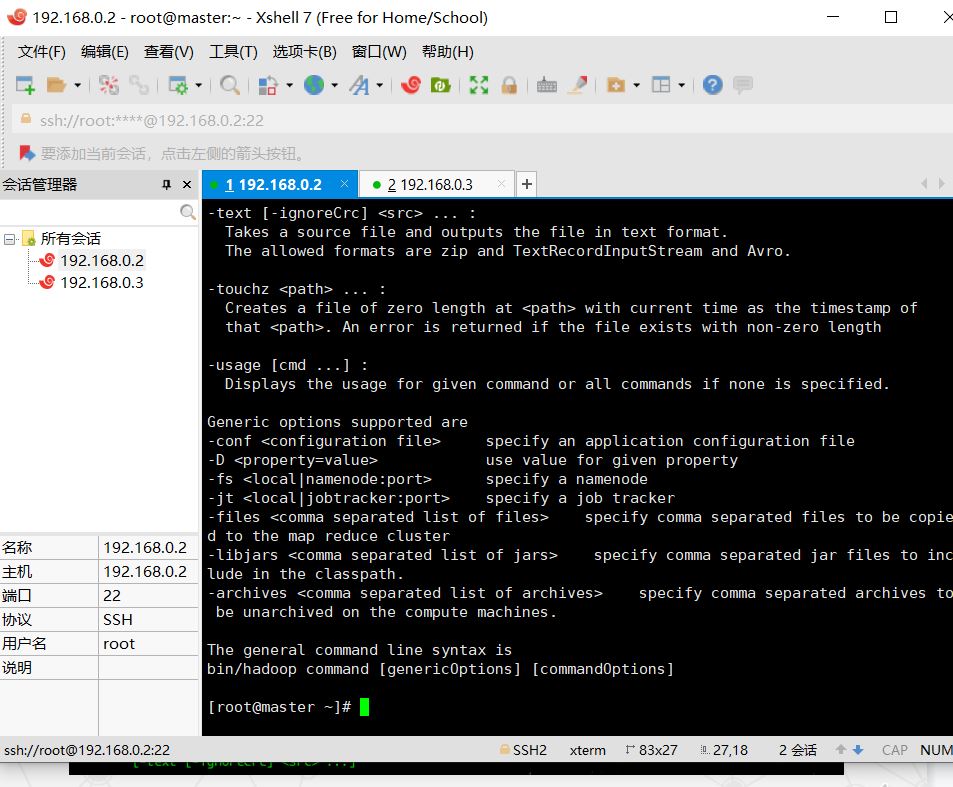 192.168.0.2 - root@master:~ - Xshell 7 (Free for Home/School)
文件(F) 编辑(E) 查看(V) 工具(T) 选项卡(B) 窗口(W) 帮助(H)
ssh://root:****@192.168.0.2:22
要添加当前会话，点击左侧的箭头按钮。
会话管理器
1 192.168.0.2
2 192.168.0.3
所有会话
192.168.0.2
192.168.0.3
名称 192.168.0.2
主机 192.168.0.2
端口 22
协议 SSH
用户名 root
说明
-text [-ignoreCrc] <src> ... :
Takes a source file and outputs the file in text format.
The allowed formats are zip and TextRecordInputStream and Avro.
-touchz <path> ... :
Creates a file of zero length at <path> with current time as the timestamp of
that <path>. An error is returned if the file exists with non-zero length
-usage [cmd ...] :
Displays the usage for given command or all commands if none is specified.
Generic options supported are
-conf <configuration file>     specify an application configuration file
-D <property=value>            use value for given property
-fs <local|namenode:port>      specify a namenode
-jt <local|jobtracker:port>    specify a job tracker
-files <comma separated list of files>    specify comma separated files to be copie
d to the map reduce cluster
-libjars <comma separated list of jars>    specify comma separated jar files to inc
lude in the classpath.
-archives <comma separated list of archives>    specify comma separated archives to
be unarchived on the compute machines.
The general command line syntax is
bin/hadoop command [genericOptions] [commandOptions]
[root@master ~]#
ssh://root@192.168.0.2:22 SSH2 xterm 83x27 27,18 2 会话 CAP NUM
[-text [-ignoreCrc] <src> ...]